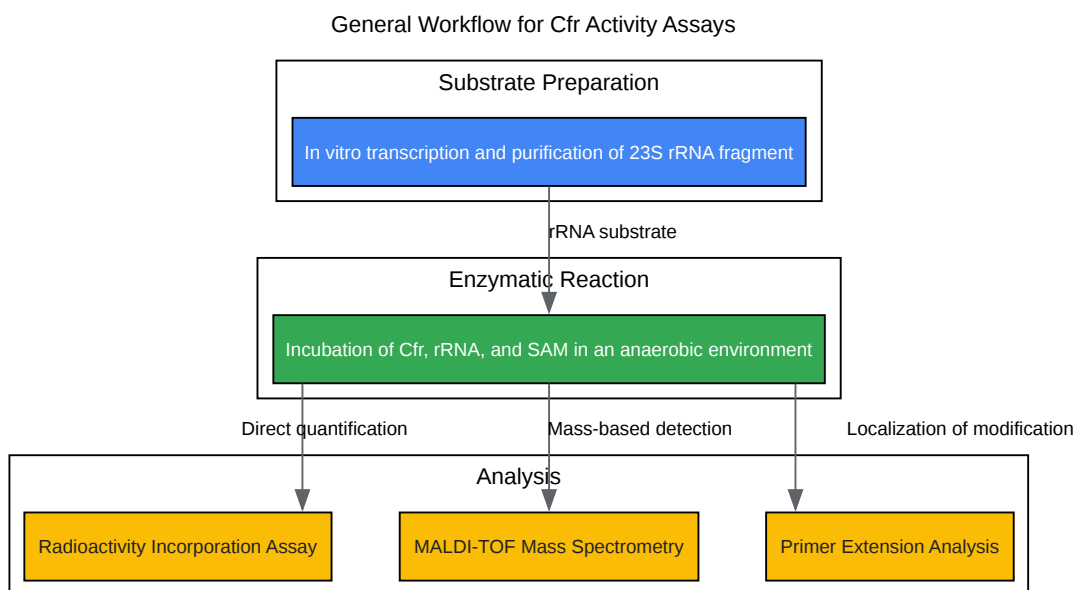 General Workflow for Cfr Activity Assays
Substrate Preparation
In vitro transcription and purification of 23S rRNA fragment
rRNA substrate
Enzymatic Reaction
Incubation of Cfr, rRNA, and SAM in an anaerobic environment
Direct quantification
Mass-based detection
Localization of modification
Analysis
Radioactivity Incorporation Assay
MALDI-TOF Mass Spectrometry
Primer Extension Analysis